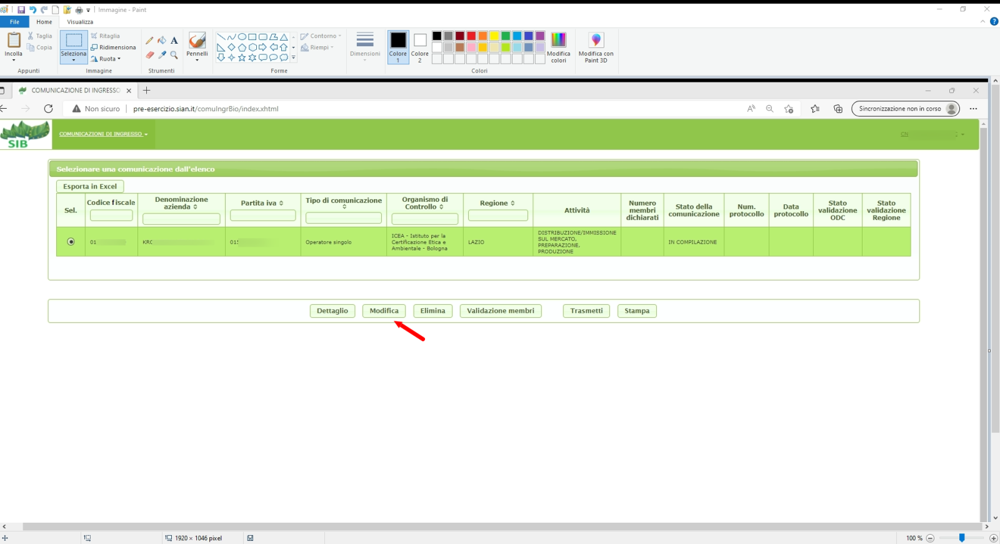 Immagine - Paint
File Home Visualizza
Incolla
Taglia
Copia
Appunti
Seleziona
Ritaglia
Ridimensiona
Ruota
Immagine
A
Strumenti
Pennelli
Forme
Contorno
Riempi
Dimensioni
Colore
1
Colore
2
Modifica
colori
Modifica con
Paint 3D
Colori
COMUNICAZIONE DI INGRESSO
Non sicuro | pre-esercizio.sian.it/comuIngrBio/index.xhtml
Sincronizzazione non in corso
SIB
COMUNICAZIONI DI INGRESSO
CN
Selezionare una comunicazione dall'elenco
Esporta in Excel
Sel.
Codice fiscale
Denominazione
azienda
Partita iva
Tipo di comunicazione
Organismo di
Controllo
Regione
Attività
Numero
membri
dichiarati
Stato della
comunicazione
Num.
protocollo
Data
protocollo
Stato
validazione
ODC
Stato
validazione
Regione
01
KRC
015
Operatore singolo
ICEA - Istituto per la
Certificazione Etica e
Ambientale - Bologna
LAZIO
DISTRIBUZIONE/IMMISSIONE
SUL MERCATO,
PREPARAZIONE,
PRODUZIONE
IN COMPILAZIONE
Dettaglio Modifica Elimina Validazione membri Trasmetti Stampa
1920 × 1046 pixel
100 %